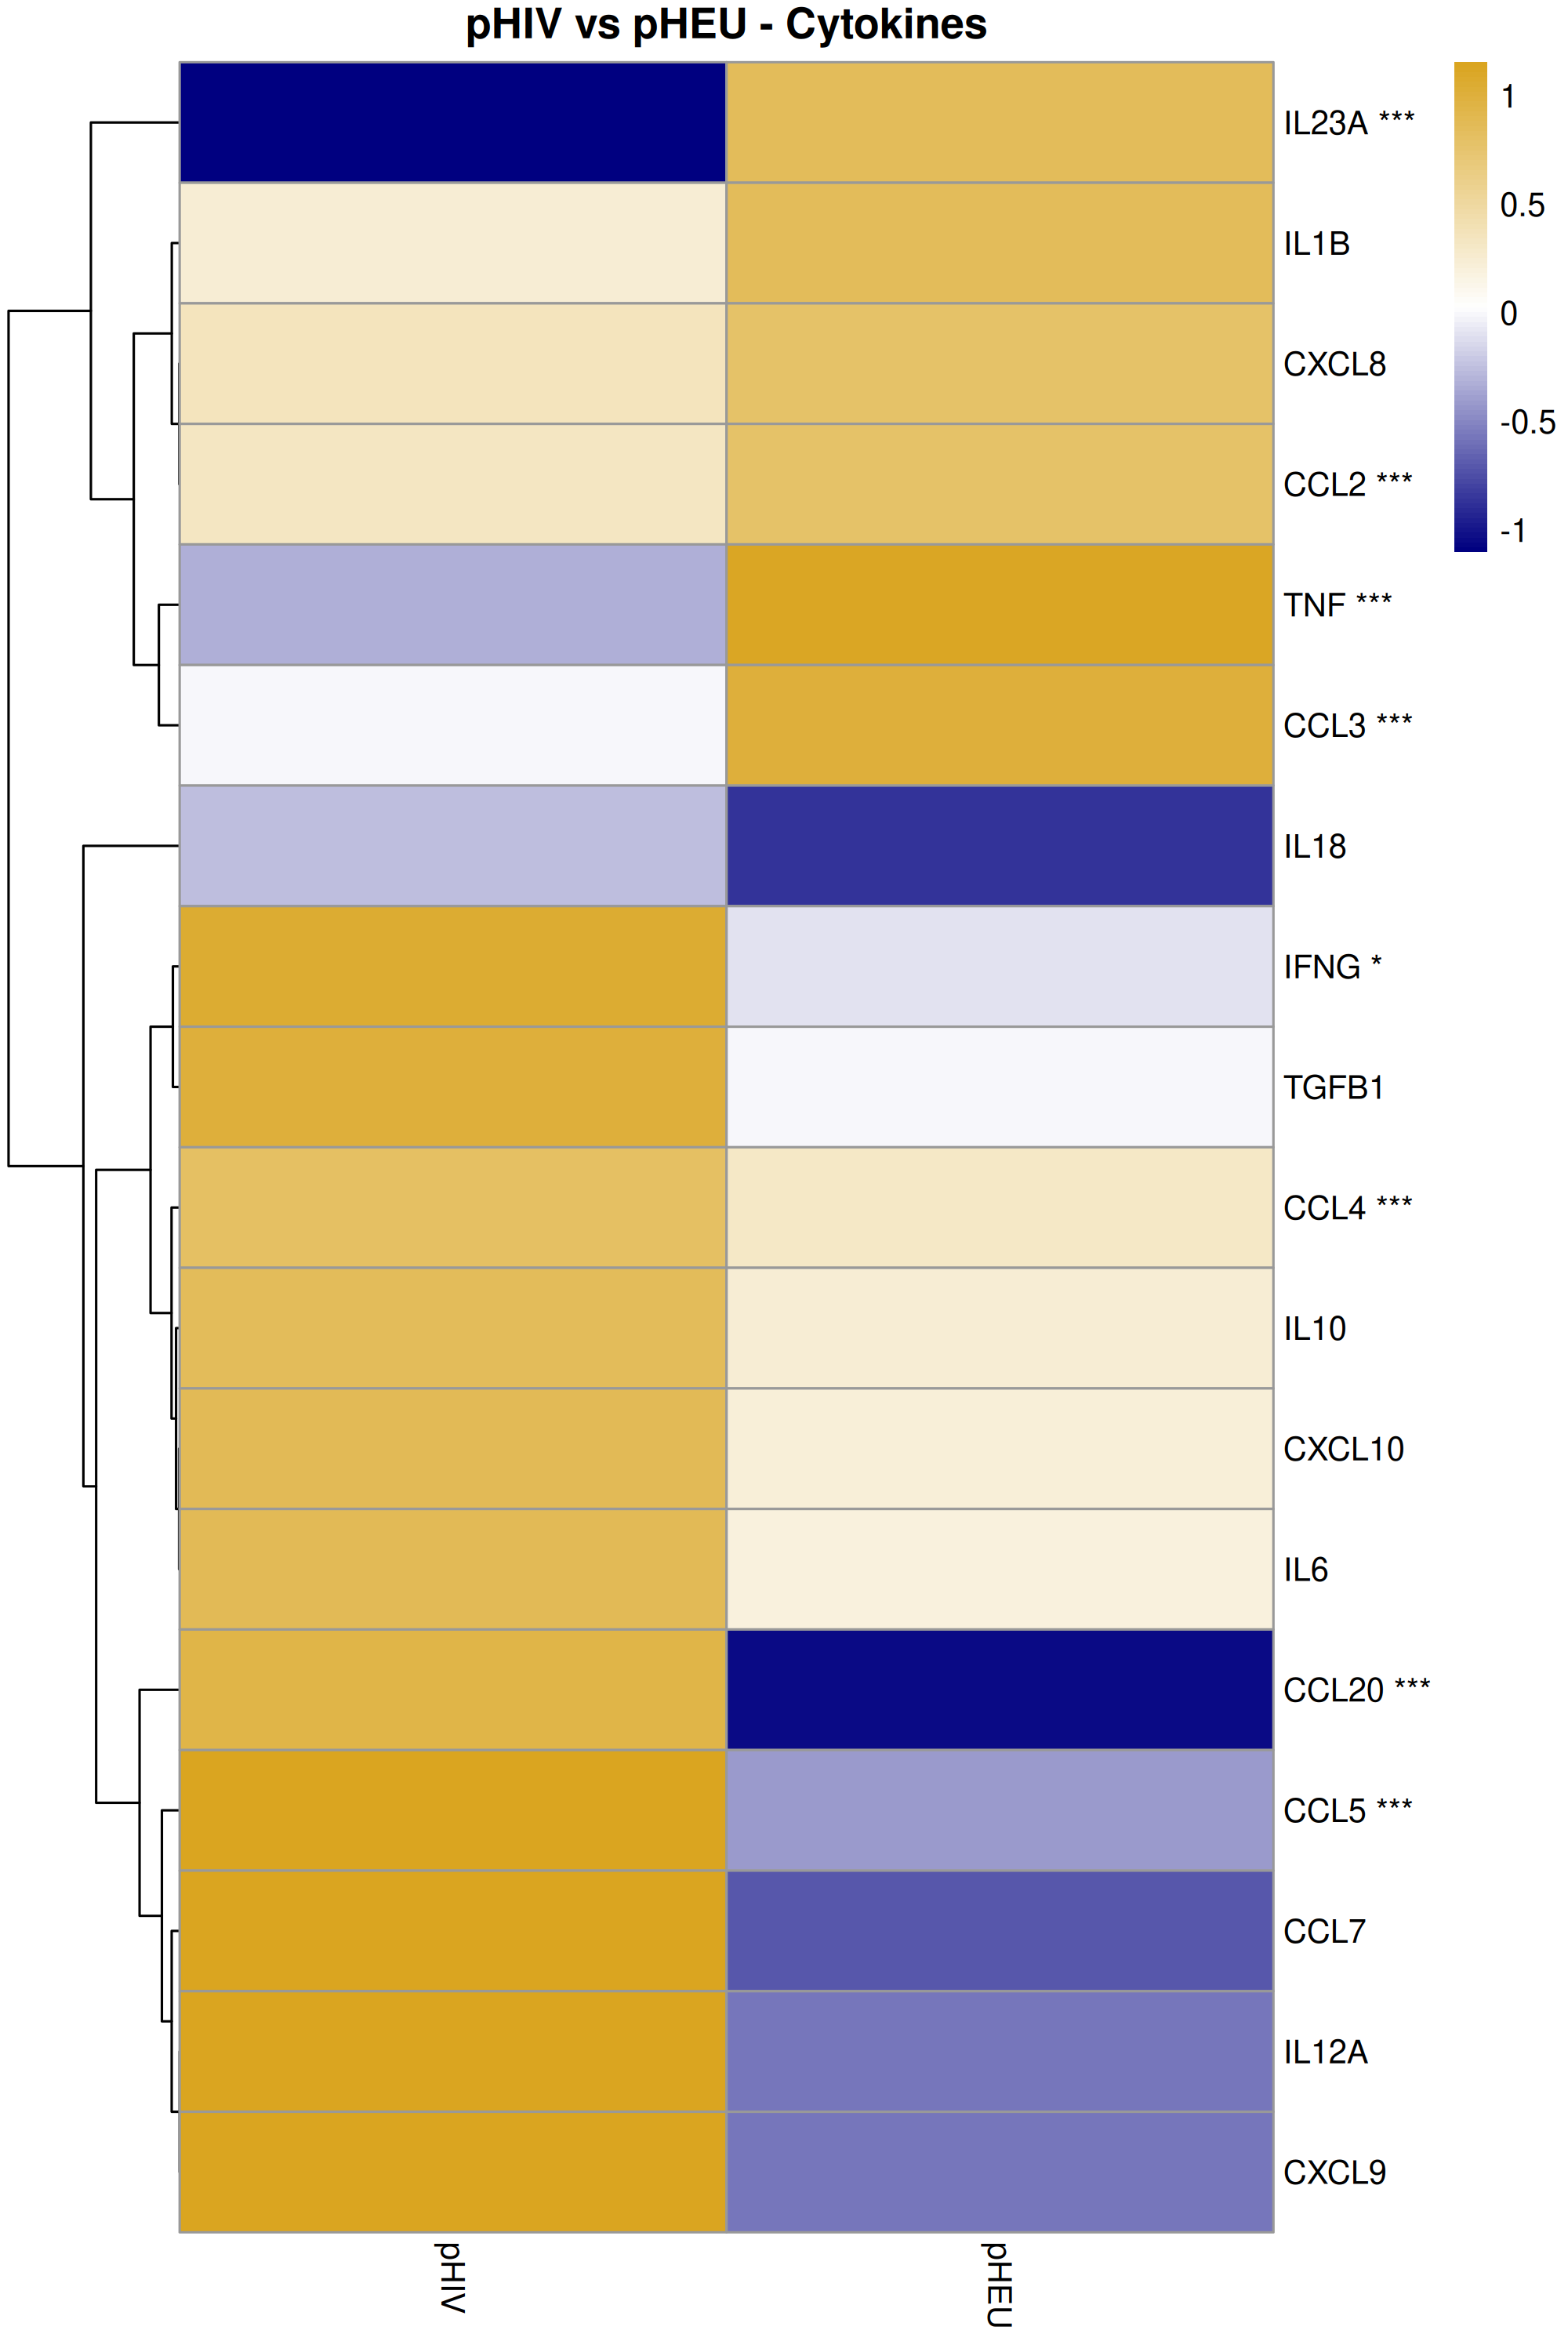 pHIV vs pHEU - Cytokines
IL23A ***
IL1B
CXCL8
CCL2 ***
TNF ***
CCL3 ***
IL18
IFNG *
TGFB1
CCL4 ***
IL10
CXCL10
IL6
CCL20 ***
CCL5 ***
CCL7
IL12A
CXCL9
1
0.5
0
-0.5
-1
pHIV
pHEU